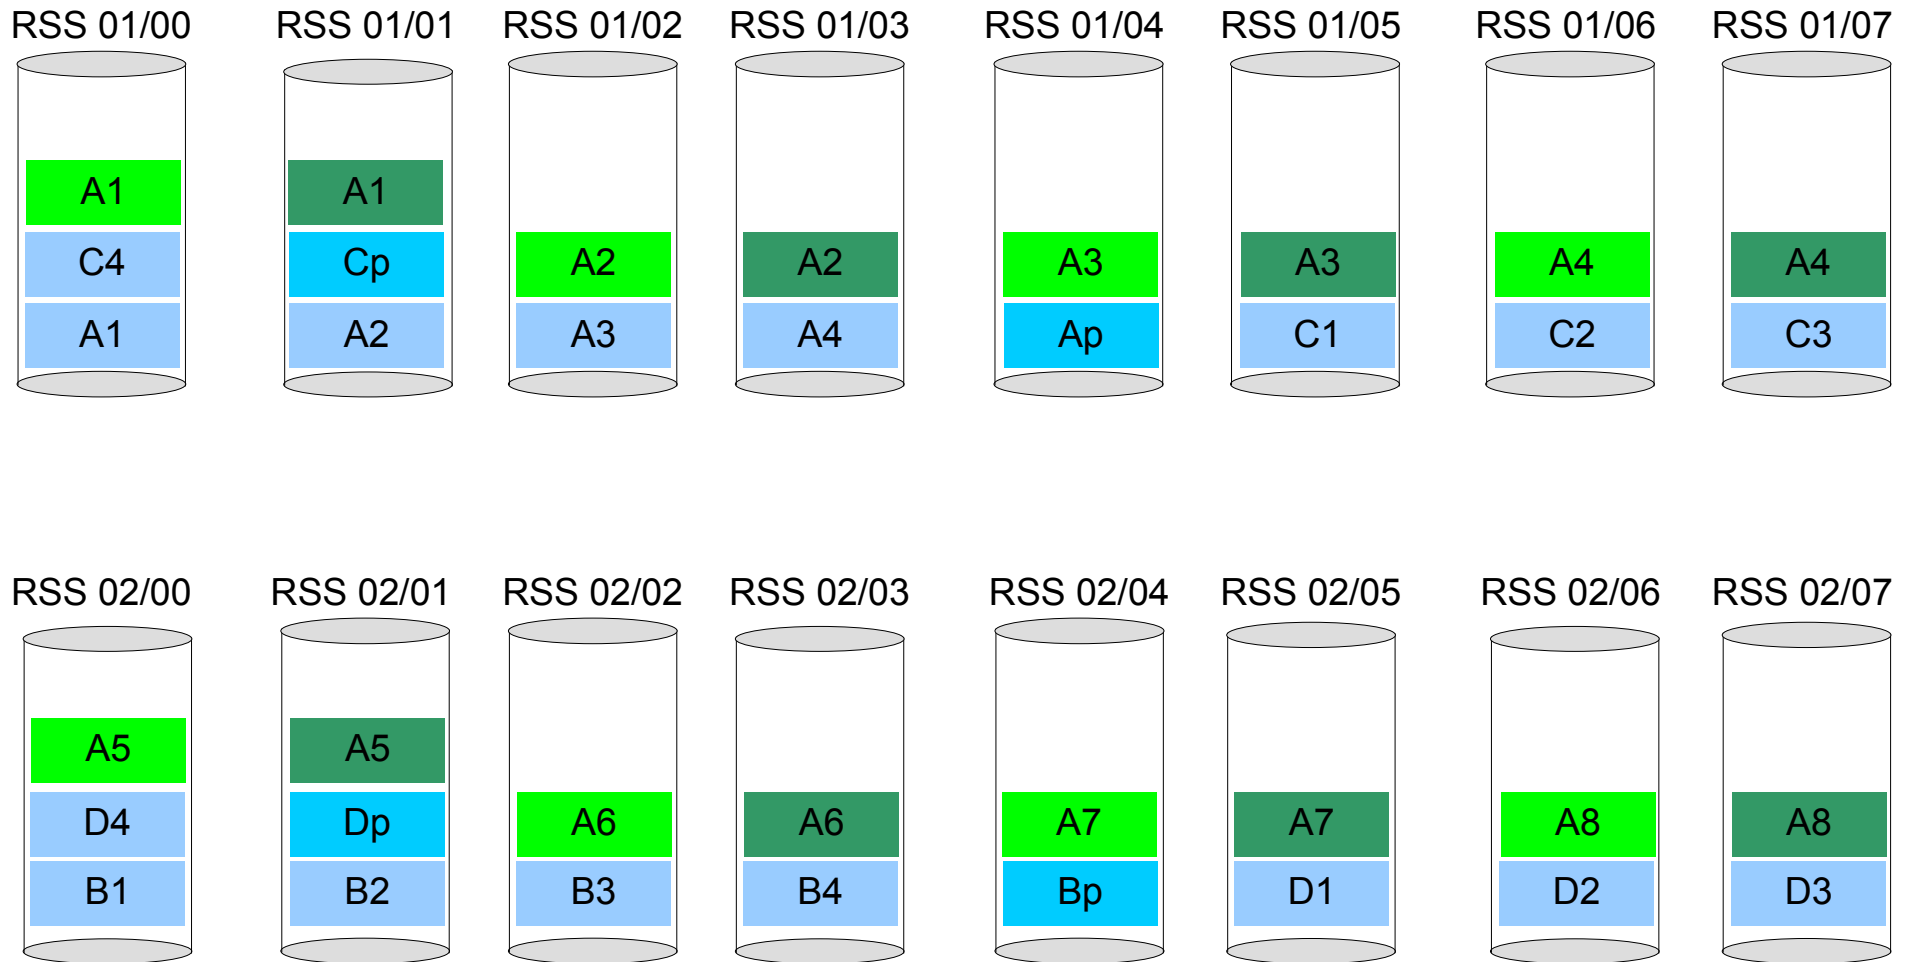 RSS 01/00 RSS 01/01 RSS 01/02 RSS 01/03 RSS 01/04 RSS 01/05 RSS 01/06 RSS 01/07
A1 A1
C4 Cp A2 A2 A3 A3 A4 A4
A1 A2 A3 A4 Ap C1 C2 C3
RSS 02/00 RSS 02/01 RSS 02/02 RSS 02/03 RSS 02/04 RSS 02/05 RSS 02/06 RSS 02/07
A5 A5
D4 Dp A6 A6 A7 A7 A8 A8
B1 B2 B3 B4 Bp D1 D2 D3